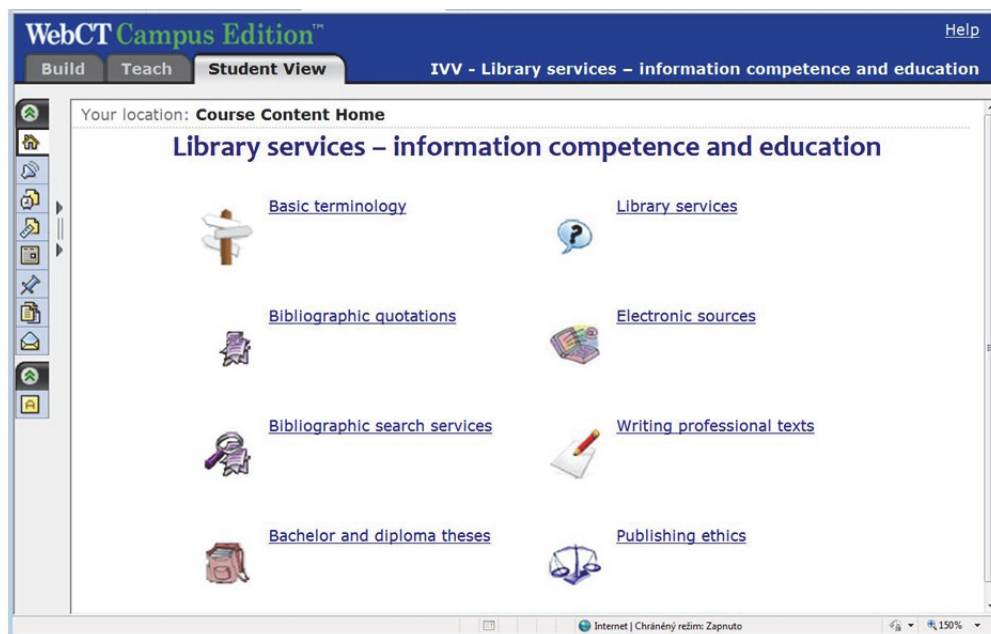 WebCT Campus Edition™
Help
Build Teach Student View IVV - Library services – information competence and education
Your location: Course Content Home
Library services – information competence and education
Basic terminology Library services
Bibliographic quotations Electronic sources
Bibliographic search services Writing professional texts
Bachelor and diploma theses Publishing ethics
Internet | Chráněný režim: Zapnuto 150%